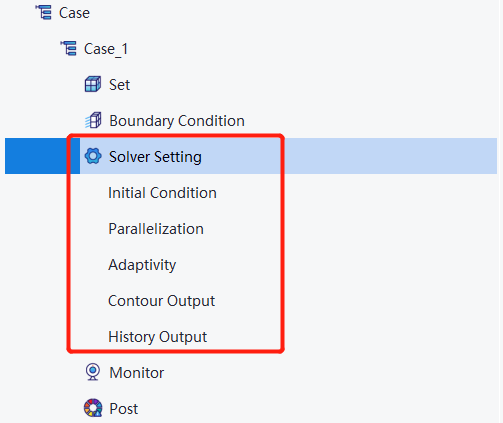 Case
Case_1
Set
Boundary Condition
Solver Setting
Initial Condition
Parallelization
Adaptivity
Contour Output
History Output
Monitor
Post